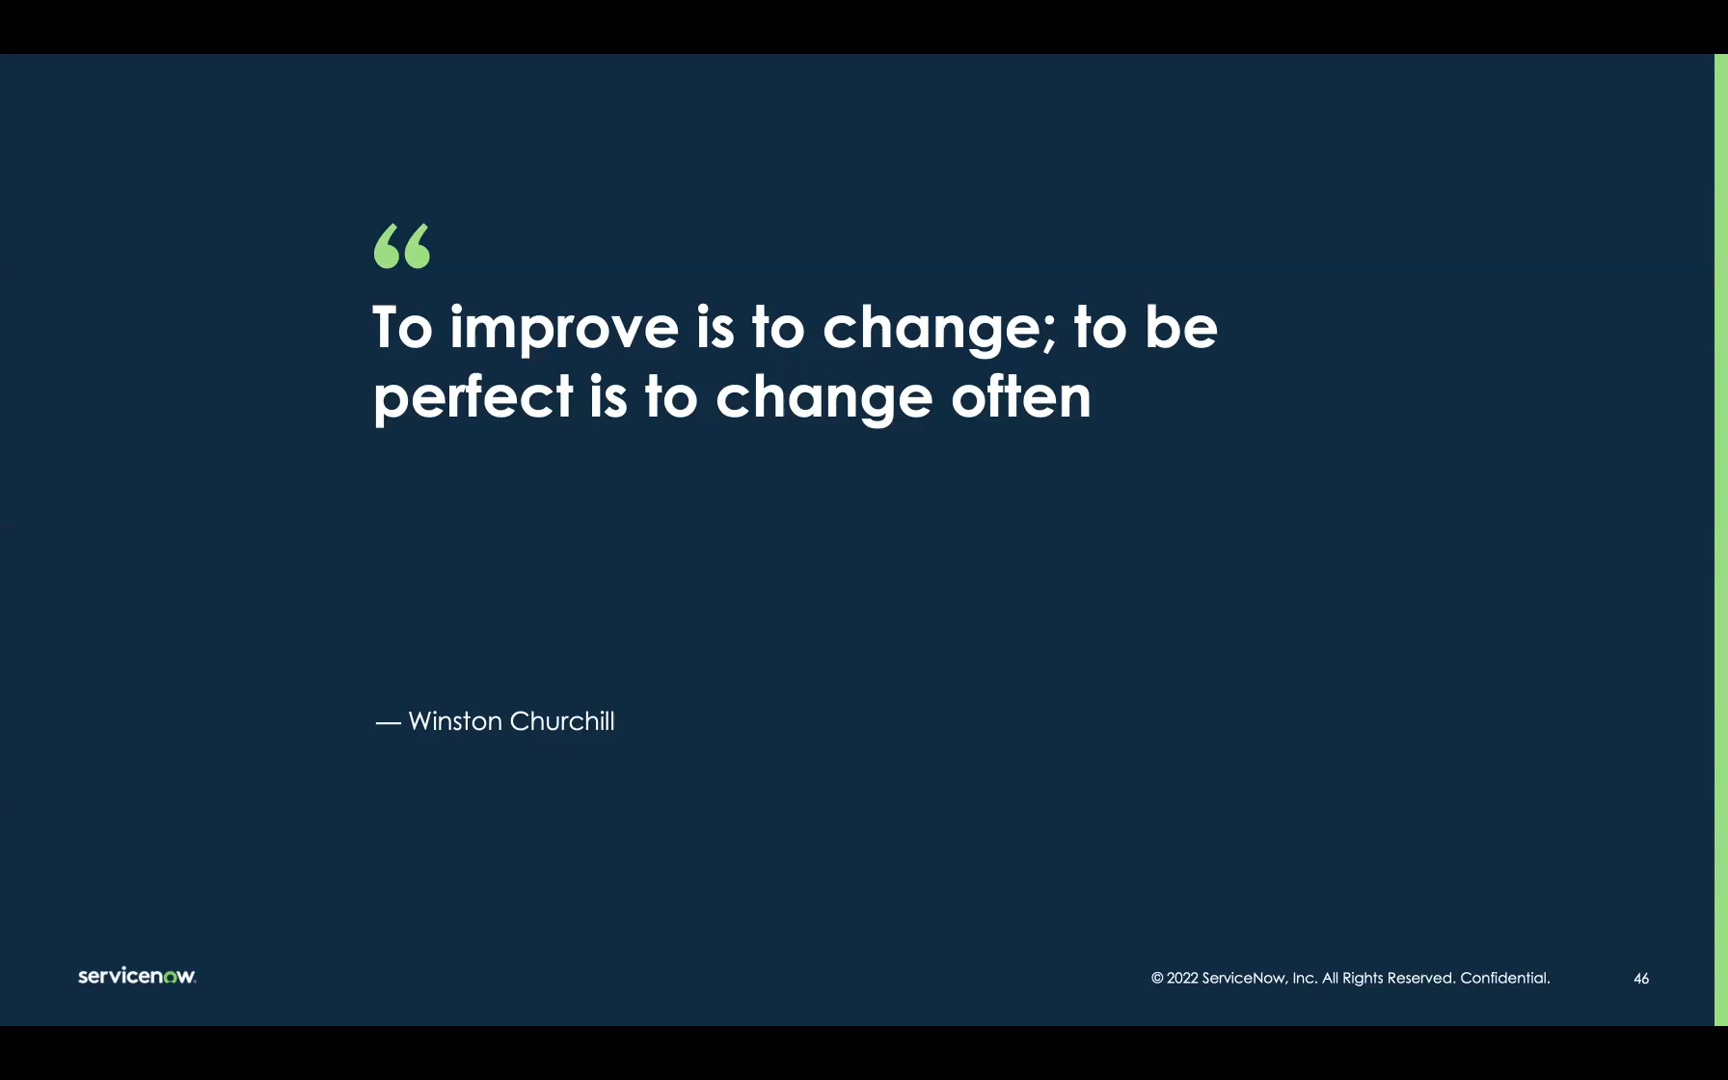 “
To improve is to change; to be
perfect is to change often
— Winston Churchill
servicenow.
© 2022 ServiceNow, Inc. All Rights Reserved. Confidential.
46